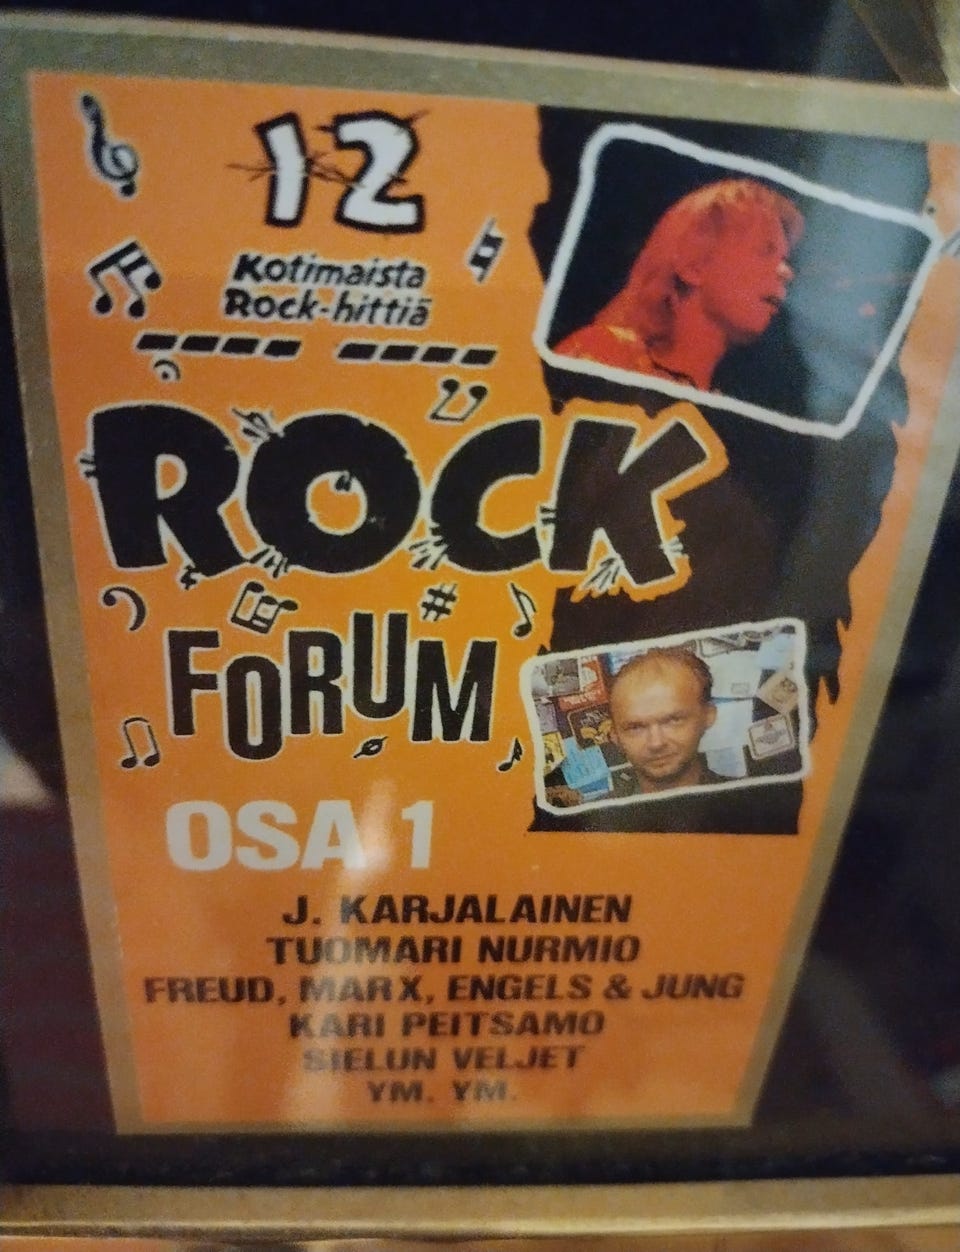 12
Kotimaista
Rock-hittiä
ROCK
FORUM
OSA 1
J. KARJALAINEN
TUOMARI NURMIO
FREUD, MARX, ENGELS & JUNG
KARI PEITSAMO
SIELUN VELJET
YM. YM.